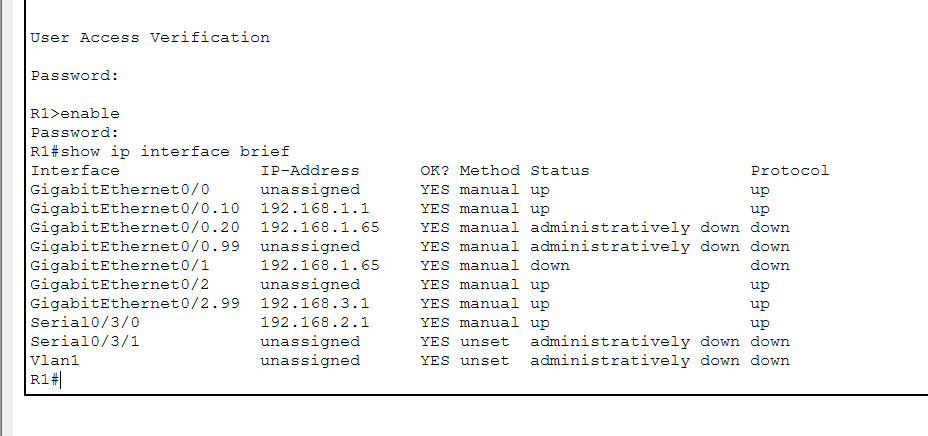 User Access Verification
Password:
R1>enable
Password:
R1#show ip interface brief
Interface              IP-Address      OK? Method Status                Protocol
GigabitEthernet0/0     unassigned      YES manual up                    up
GigabitEthernet0/0.10  192.168.1.1     YES manual up                    up
GigabitEthernet0/0.20  192.168.1.65    YES manual administratively down down
GigabitEthernet0/0.99  unassigned      YES manual administratively down down
GigabitEthernet0/1     192.168.1.65    YES manual down                  down
GigabitEthernet0/2     unassigned      YES manual up                    up
GigabitEthernet0/2.99  192.168.3.1     YES manual up                    up
Serial0/3/0            192.168.2.1     YES manual up                    up
Serial0/3/1            unassigned      YES unset  administratively down down
Vlan1                  unassigned      YES unset  administratively down down
R1#